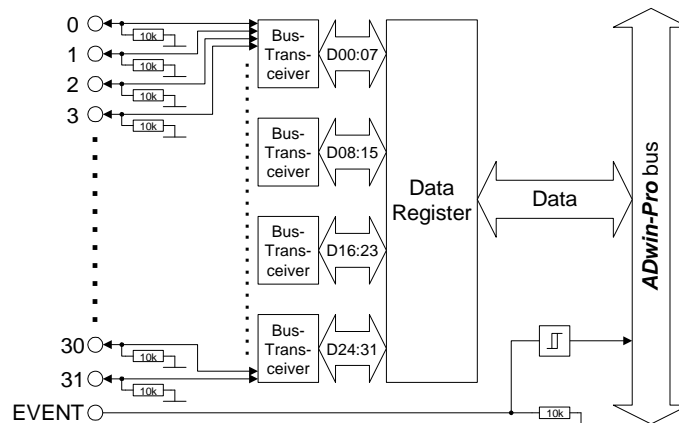 0
10k
1
10k
2
10k
3
10k
Bus-
Trans-
ceiver
D00:07
Bus-
Trans-
ceiver
D08:15
Bus-
Trans-
ceiver
D16:23
Bus-
Trans-
ceiver
D24:31
Data
Register
Data
ADwin-Pro bus
30
10k
31
10k
EVENT
10k